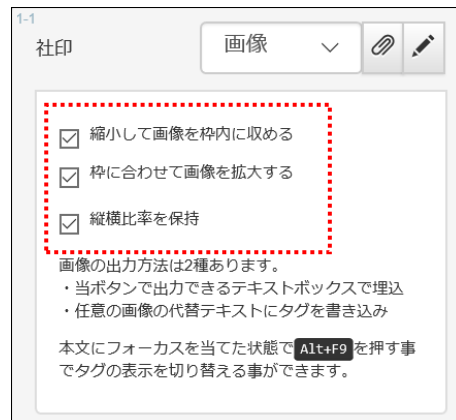 1-1
社印
画像
縮小して画像を枠内に収める
枠に合わせて画像を拡大する
縦横比率を保持
画像の出力方法は2種あります。
・当ボタンで出力できるテキストボックスで埋込
・任意の画像の代替テキストにタグを書き込み
本文にフォーカスを当てた状態でAlt+F9を押す事
でタグの表示を切り替える事ができます。